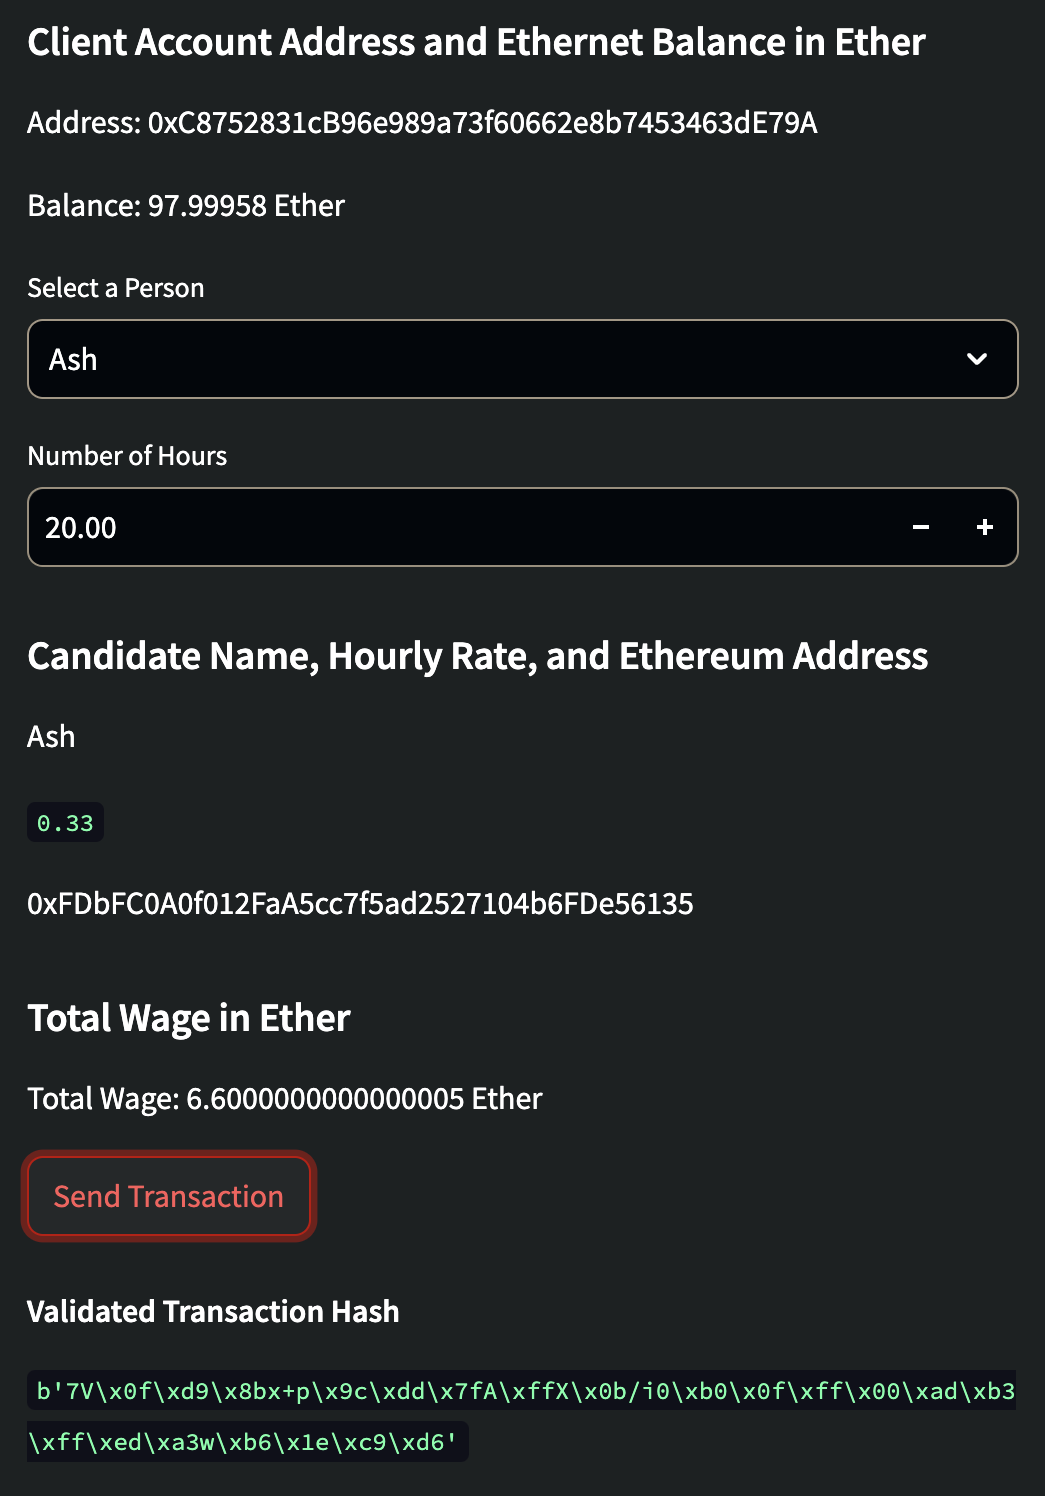 Client Account Address and Ethernet Balance in Ether
Address: 0xC8752831cB96e989a73f60662e8b7453463dE79A
Balance: 97.99958 Ether
Select a Person
Ash
Number of Hours
20.00
Candidate Name, Hourly Rate, and Ethereum Address
Ash
0.33
0xFDbFC0A0f012FaA5cc7f5ad2527104b6FDe56135
Total Wage in Ether
Total Wage: 6.6000000000000005 Ether
Send Transaction
Validated Transaction Hash
b'7V\x0f\xd9\x8bx+p\x9c\xdd\x7fA\xffX\x0b/i0\xb0\x0f\xff\x00\xad\xb3
\xff\xed\xa3w\xb6\x1e\xc9\xd6'